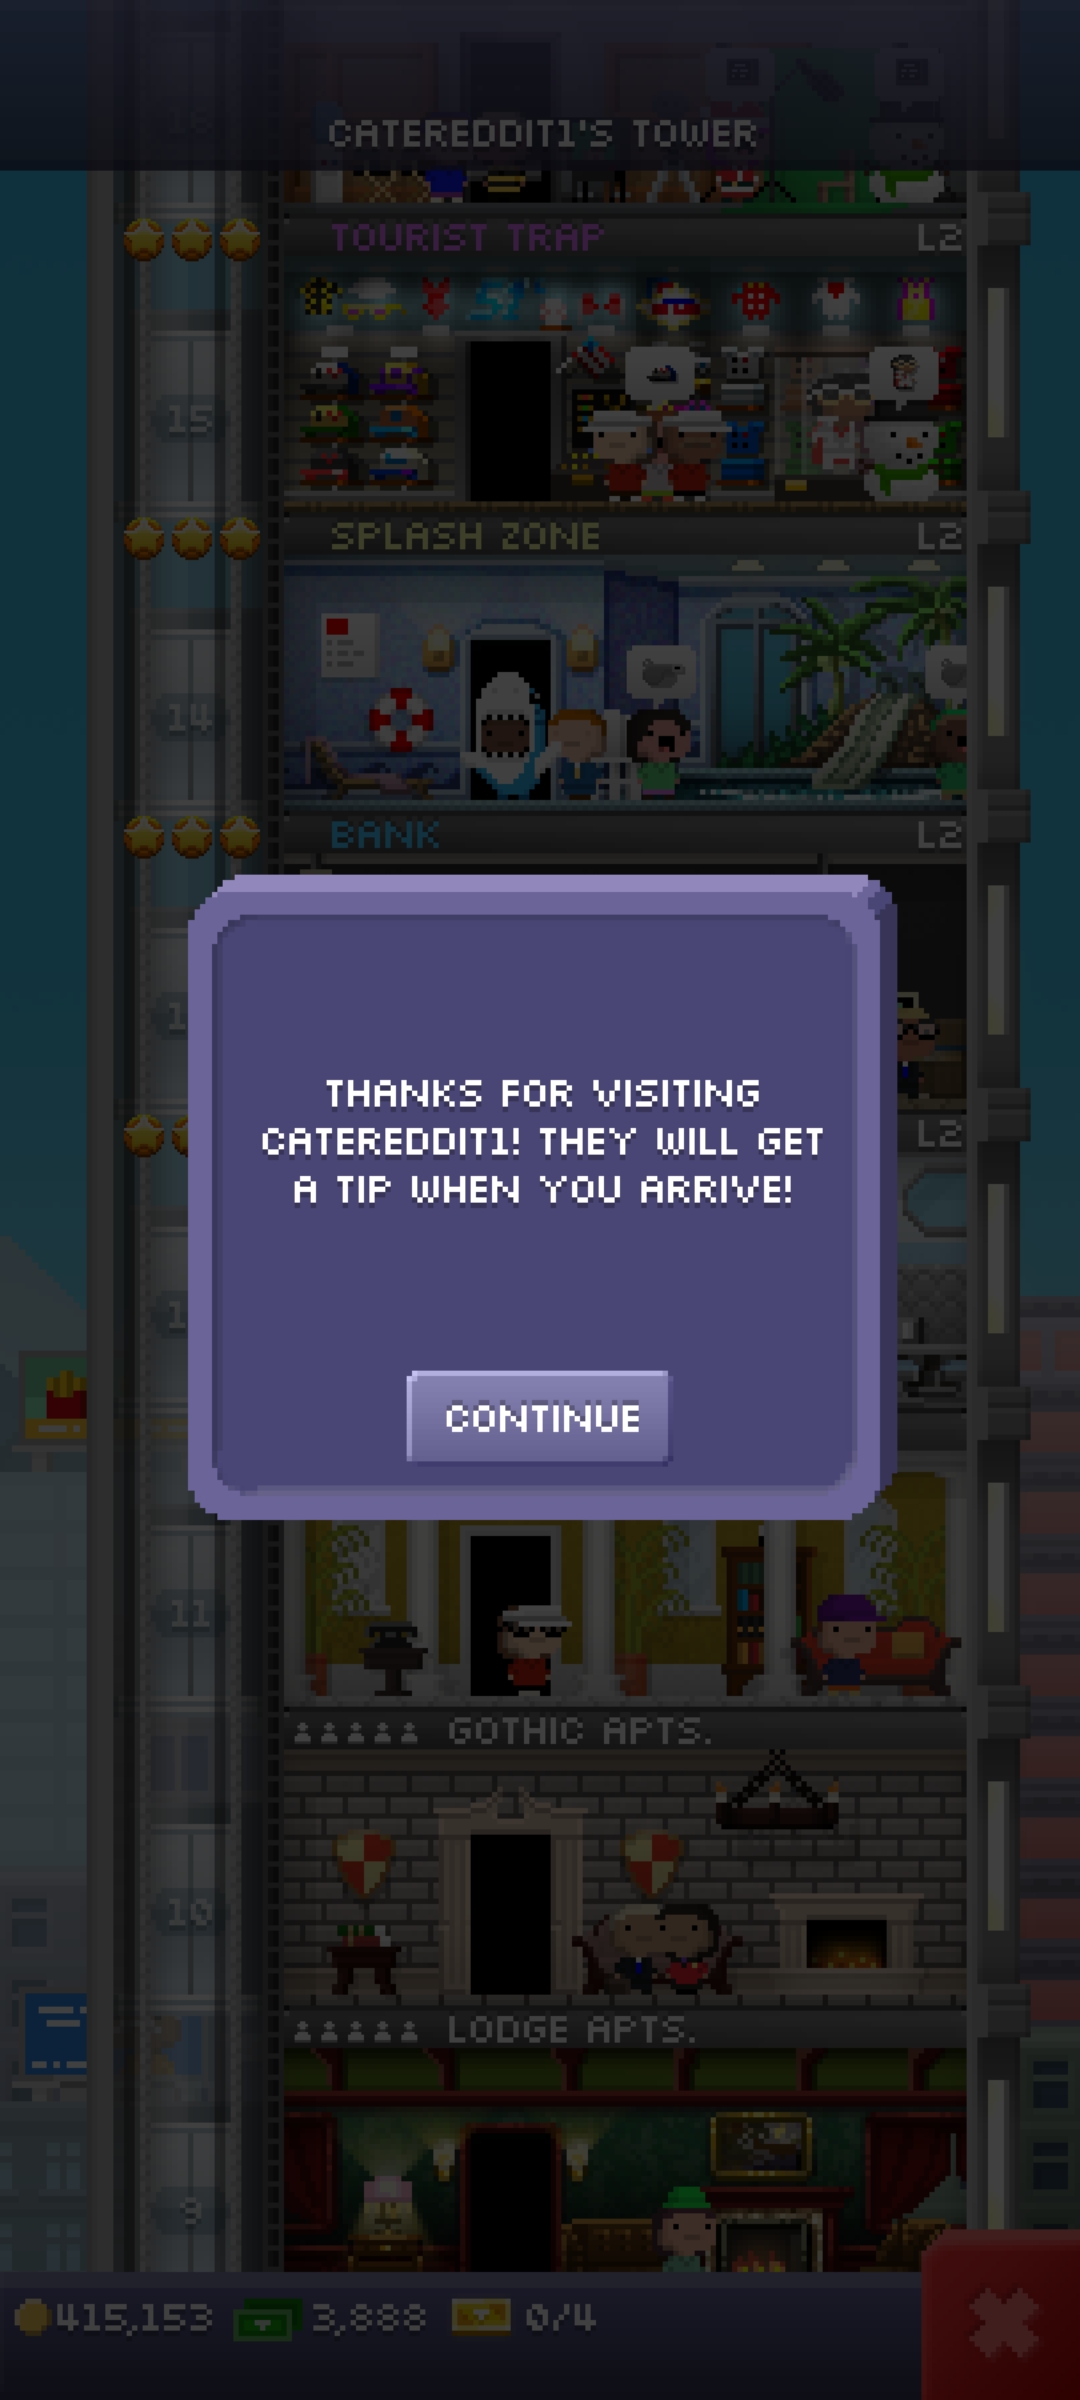 CATEREDDIT1'S TOWER
TOURIST TRAP L2
15
SPLASH ZONE L2
14
BANK L2
L2
THANKS FOR VISITING
CATEREDDIT1! THEY WILL GET
A TIP WHEN YOU ARRIVE!
CONTINUE
11
GOTHIC APTS.
10
LODGE APTS.
9
415,153 3,888 0/4